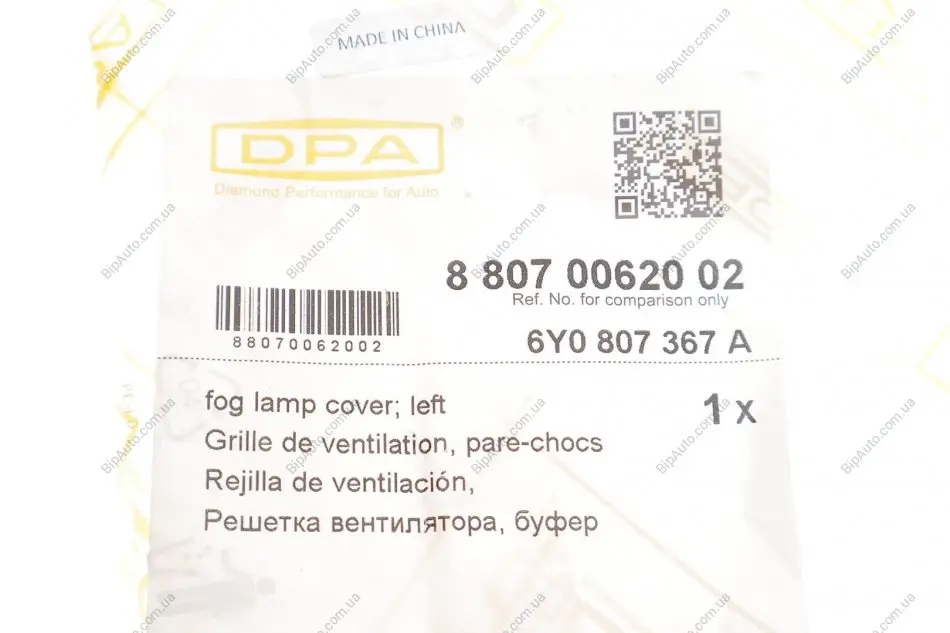 MADE IN CHINA
DPA®
Diamond Performance for Auto
8 807 00620 02
Ref. No. for comparison only
88070062002
6Y0 807 367 A
fog lamp cover; left
1 x
Grille de ventilation, pare-chocs
Rejilla de ventilación,
Решетка вентилятора, буфер
BipAuto.com.ua